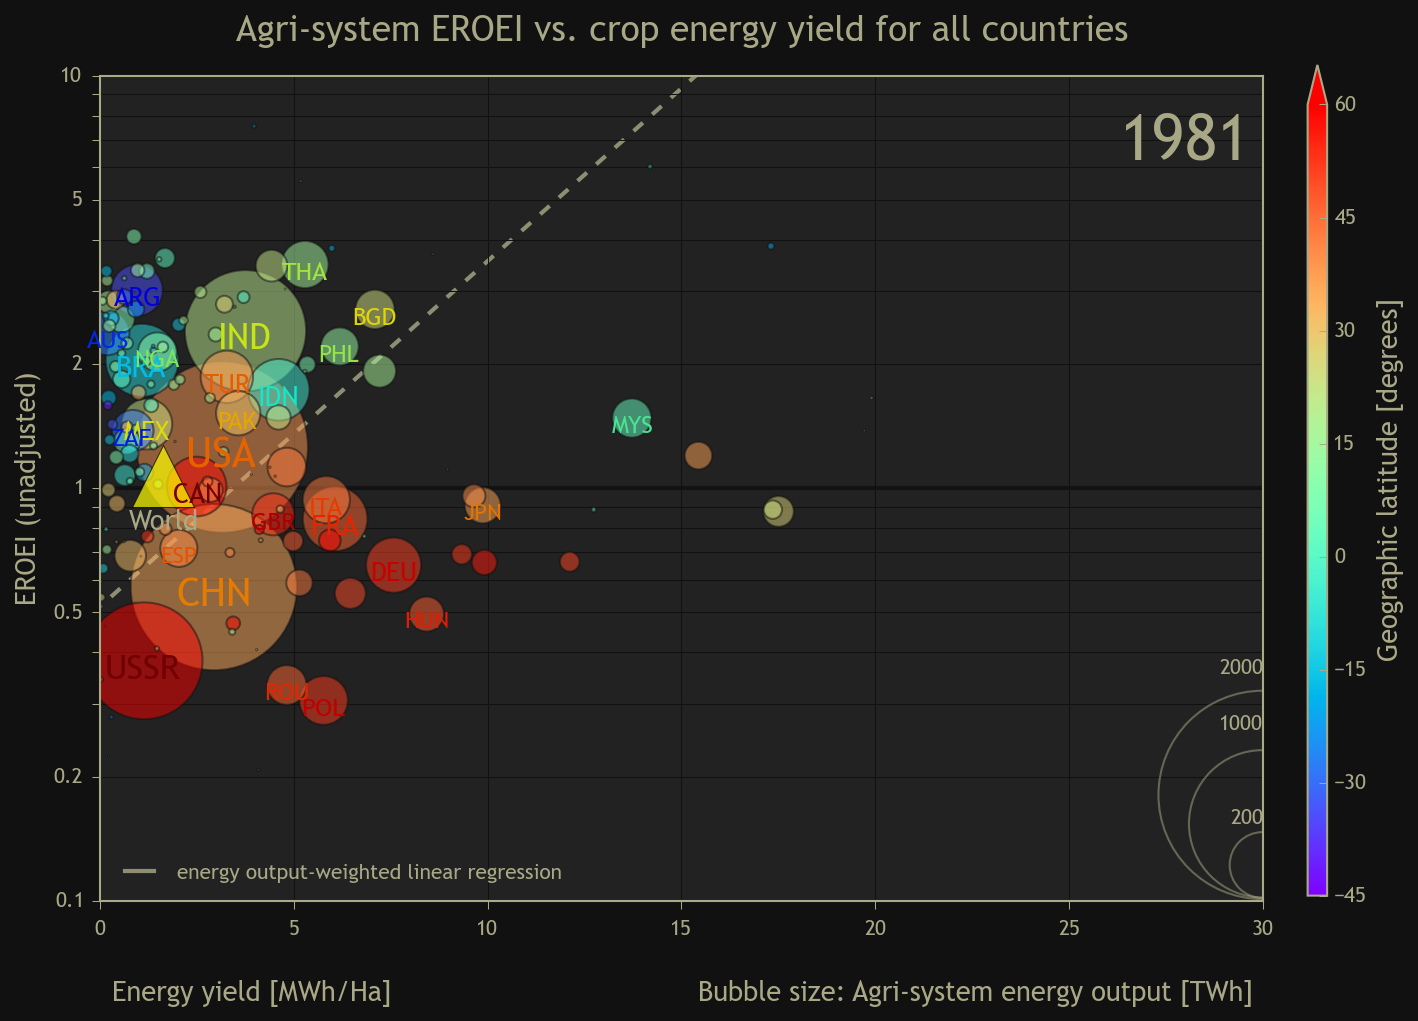 Agri-system EROEI vs. crop energy yield for all countries
1981
10
5
2
1
0.5
0.2
0.1
EROEI (unadjusted)
THA
ARG
BGD
IND
AUS
PHL
NGA
BRA
TUR
IDN
PAK
MYS
MEX
ZAF
USA
CAN
World
ITA
JPN
GBR
FRA
ESP
DEU
CHN
HUN
USSR
ROU
POL
2000
1000
200
energy output-weighted linear regression
0
5
10
15
20
25
30
Energy yield [MWh/Ha]
Bubble size: Agri-system energy output [TWh]
60
45
30
15
0
−15
−30
−45
Geographic latitude [degrees]